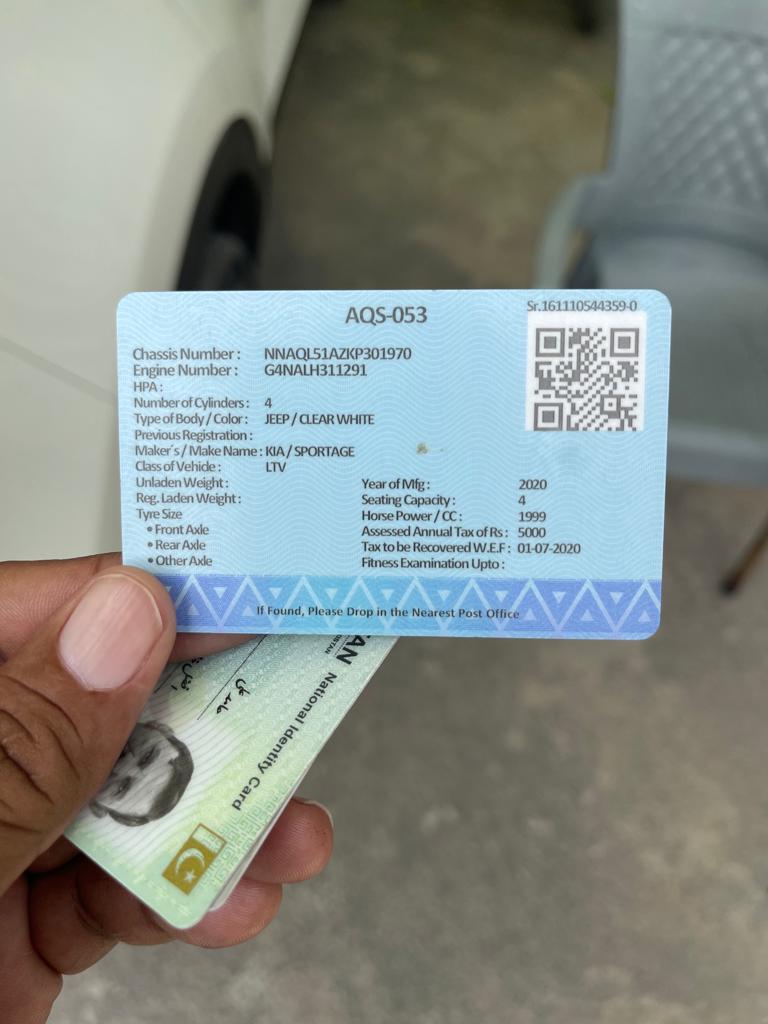 AQS-053
Sr.161110544359-0
Chassis Number : NNAQL51AZKP301970
Engine Number : G4NALH311291
HPA :
Number of Cylinders : 4
Type of Body / Color : JEEP / CLEAR WHITE
Previous Registration :
Maker's / Make Name : KIA / SPORTAGE
Class of Vehicle : LTV
Unladen Weight : Year of Mfg : 2020
Reg. Laden Weight : Seating Capacity : 4
Tyre Size Horse Power / CC : 1999
• Front Axle Assessed Annual Tax of Rs : 5000
• Rear Axle Tax to be Recovered W.E.F : 01-07-2020
• Other Axle Fitness Examination Upto :
If Found, Please Drop in the Nearest Post Office
National Identity Card